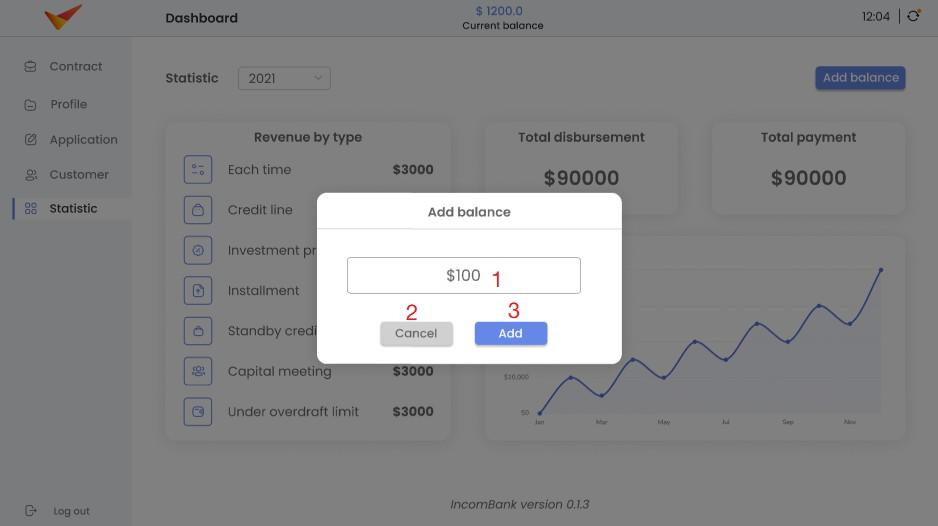 Dashboard
$ 1200.0
Current balance
12:04
Contract
Profile
Application
Customer
Statistic
Log out
Statistic
2021
Add balance
Revenue by type
Each time
$3000
Credit line
Investment pr
Installment
Standby credi
Capital meeting
$3000
Under overdraft limit
$3000
Total disbursement
$90000
Total payment
$90000
Add balance
$100
1
2
3
Cancel
Add
$10,000
$0
Jan
Mar
May
Jul
Sep
Nov
IncomBank version 0.1.3